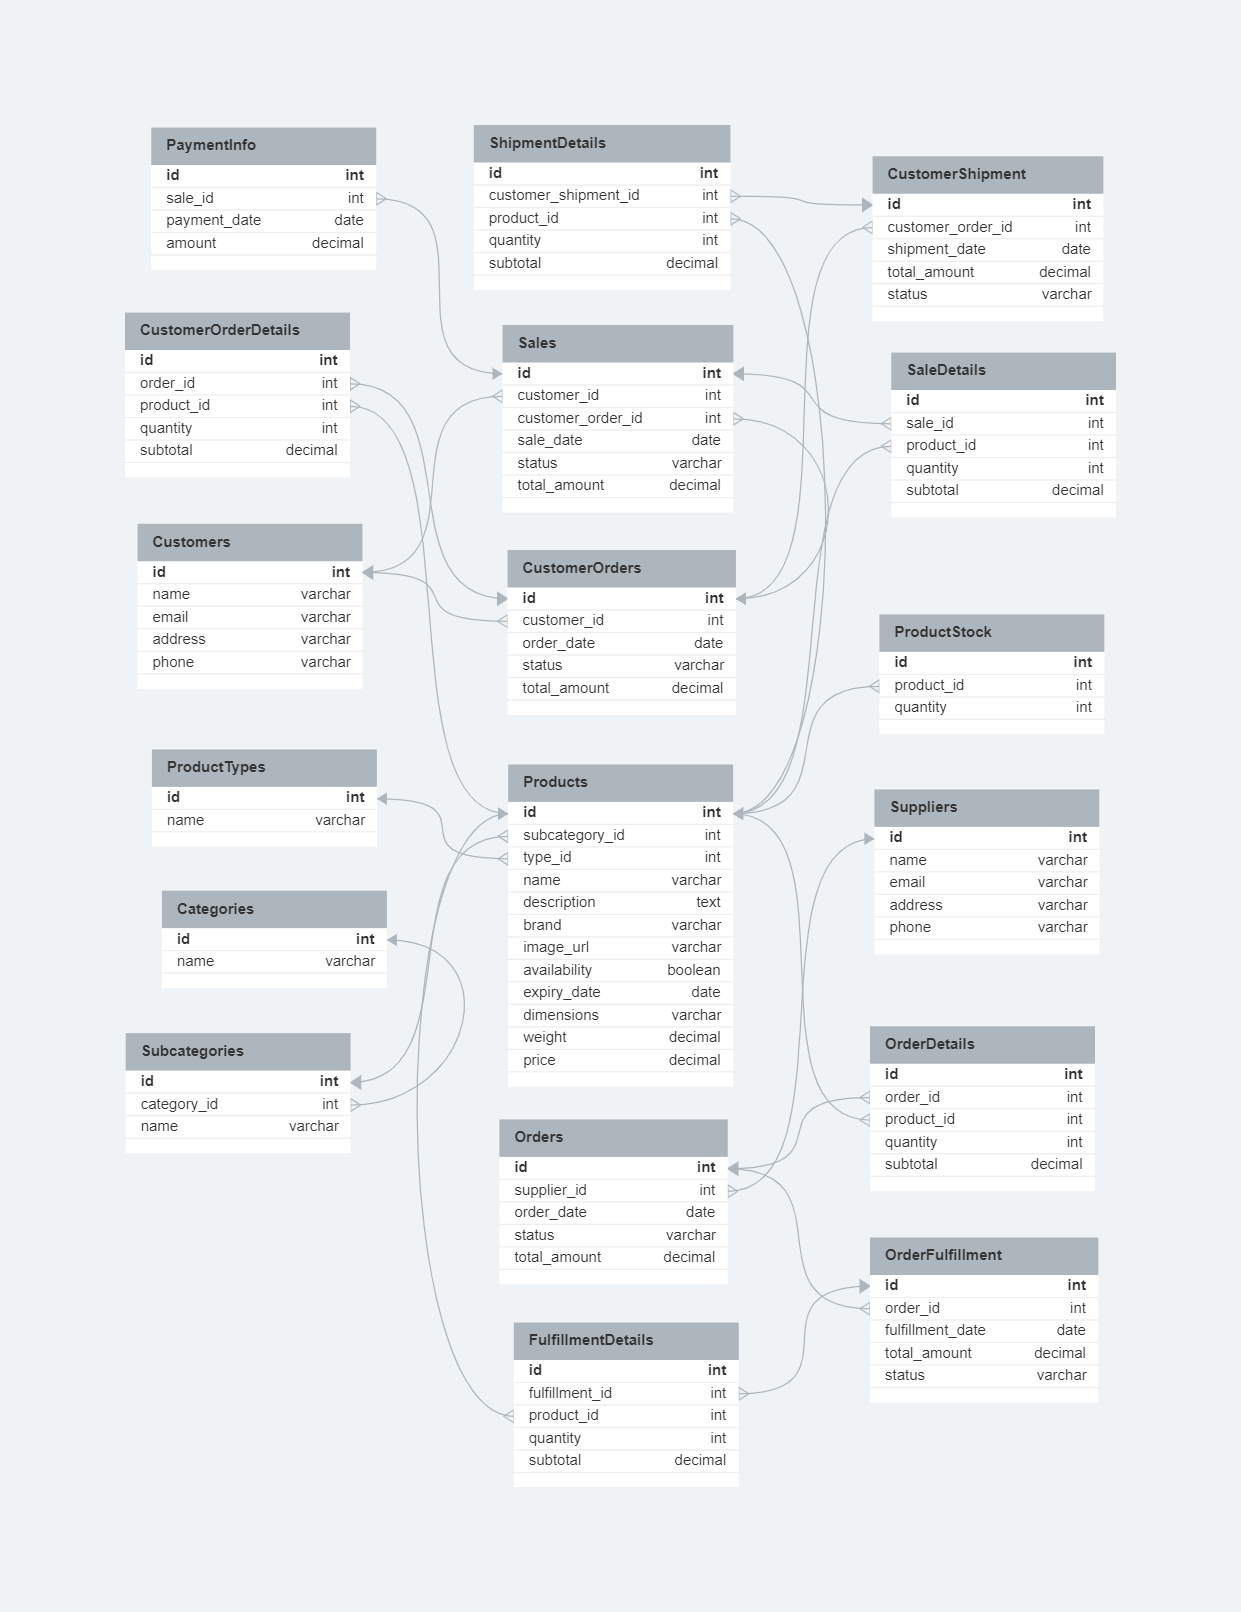 PaymentInfo
id int
sale_id int
payment_date date
amount decimal
ShipmentDetails
id int
customer_shipment_id int
product_id int
quantity int
subtotal decimal
CustomerShipment
id int
customer_order_id int
shipment_date date
total_amount decimal
status varchar
CustomerOrderDetails
id int
order_id int
product_id int
quantity int
subtotal decimal
Sales
id int
customer_id int
customer_order_id int
sale_date date
status varchar
total_amount decimal
SaleDetails
id int
sale_id int
product_id int
quantity int
subtotal decimal
Customers
id int
name varchar
email varchar
address varchar
phone varchar
CustomerOrders
id int
customer_id int
order_date date
status varchar
total_amount decimal
ProductStock
id int
product_id int
quantity int
ProductTypes
id int
name varchar
Products
id int
subcategory_id int
type_id int
name varchar
description text
brand varchar
image_url varchar
availability boolean
expiry_date date
dimensions varchar
weight decimal
price decimal
Suppliers
id int
name varchar
email varchar
address varchar
phone varchar
Categories
id int
name varchar
Subcategories
id int
category_id int
name varchar
Orders
id int
supplier_id int
order_date date
status varchar
total_amount decimal
OrderDetails
id int
order_id int
product_id int
quantity int
subtotal decimal
OrderFulfillment
id int
order_id int
fulfillment_date date
total_amount decimal
status varchar
FulfillmentDetails
id int
fulfillment_id int
product_id int
quantity int
subtotal decimal